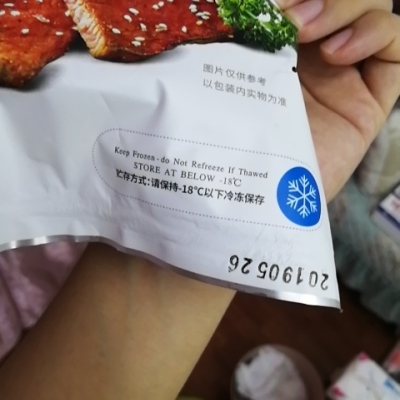 图片仅供参考
以包装内实物为准
Keep Frozen - do Not Refreeze If Thawed
STORE AT BELOW -18℃
贮存方式：请保持-18℃以下冷冻保存
20190526